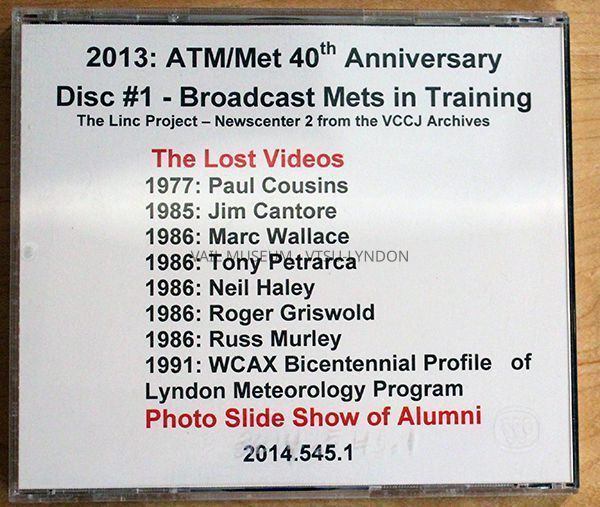 2013: ATM/Met 40th Anniversary
Disc #1 - Broadcast Mets in Training
The Linc Project – Newscenter 2 from the VCCJ Archives
The Lost Videos
1977: Paul Cousins
1985: Jim Cantore
1986: Marc Wallace
VAIL MUSEUM - VTSU-LYNDON
1986: Tony Petrarca
1986: Neil Haley
1986: Roger Griswold
1986: Russ Murley
1991: WCAX Bicentennial Profile of
Lyndon Meteorology Program
Photo Slide Show of Alumni
2014.545.1